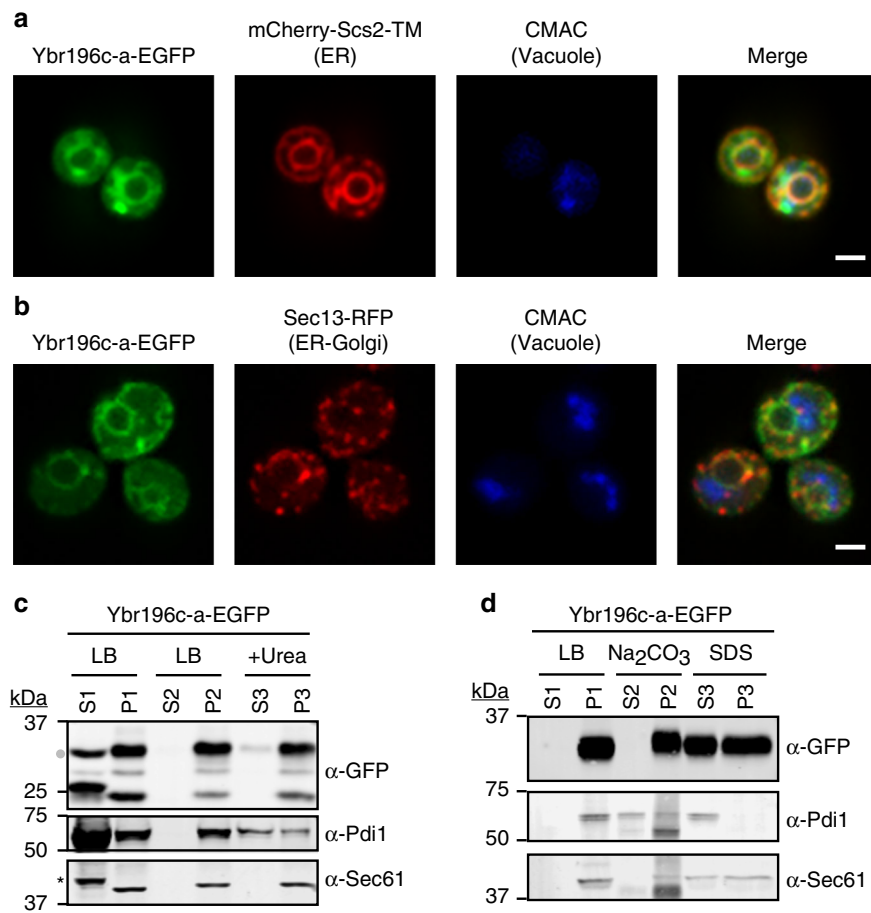 a
Ybr196c-a-EGFP
mCherry-Scs2-TM
(ER)
CMAC
(Vacuole)
Merge
b
Ybr196c-a-EGFP
Sec13-RFP
(ER-Golgi)
CMAC
(Vacuole)
Merge
c
Ybr196c-a-EGFP
LB LB +Urea
kDa S1 P1 S2 P2 S3 P3
37
25
α-GFP
75
50
α-Pdi1
*
37
α-Sec61
d
Ybr196c-a-EGFP
LB Na₂CO₃ SDS
kDa S1 P1 S2 P2 S3 P3
37
α-GFP
75
50
α-Pdi1
37
α-Sec61